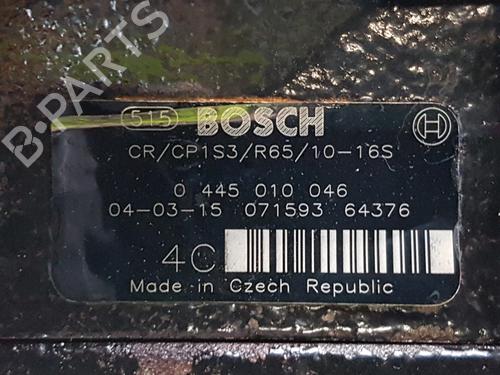 B-PARTS
515 BOSCH
CR/CP1S3/R65/10-16S
0 445 010 046
04-03-15 071593 64376
4C
Made in Czech Republic